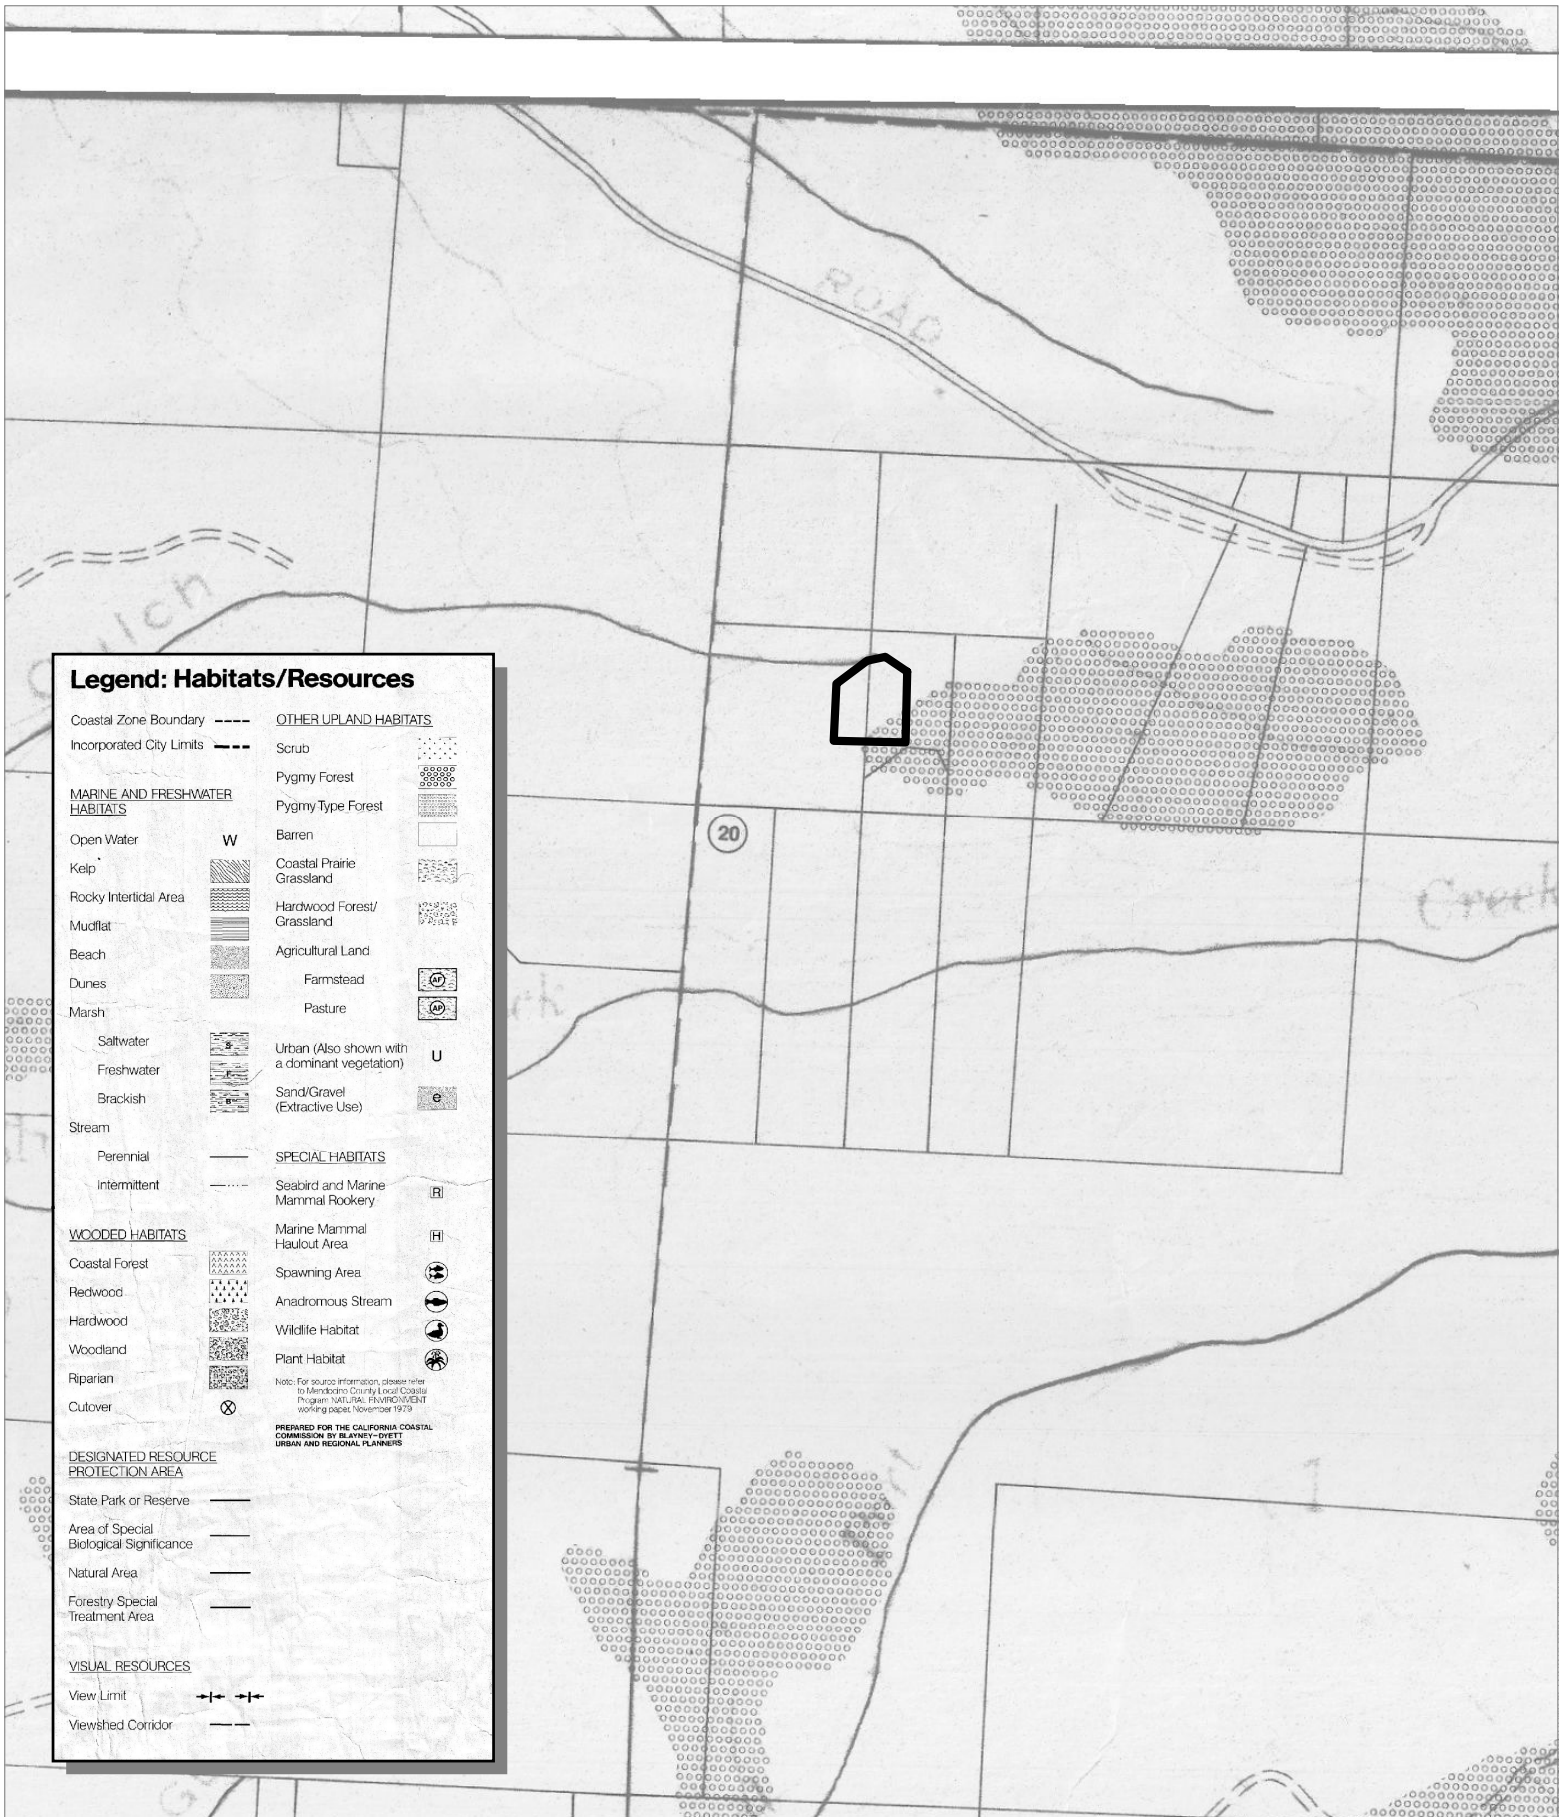 ROAD
Gulch
20
Creek
Legend: Habitats/Resources
Coastal Zone Boundary
Incorporated City Limits
MARINE AND FRESHWATER
HABITATS
Open Water W
Kelp
Rocky Intertidal Area
Mudflat
Beach
Dunes
Marsh
Saltwater S
Freshwater F
Brackish B
Stream
Perennial
Intermittent
WOODED HABITATS
Coastal Forest
Redwood
Hardwood
Woodland
Riparian
Cutover X
DESIGNATED RESOURCE
PROTECTION AREA
State Park or Reserve
Area of Special
Biological Significance
Natural Area
Forestry Special
Treatment Area
VISUAL RESOURCES
View Limit
Viewshed Corridor
OTHER UPLAND HABITATS
Scrub
Pygmy Forest
Pygmy Type Forest
Barren
Coastal Prairie
Grassland
Hardwood Forest/
Grassland
Agricultural Land
Farmstead AF
Pasture AP
Urban (Also shown with
a dominant vegetation) U
Sand/Gravel
(Extractive Use) e
SPECIAL HABITATS
Seabird and Marine
Mammal Rookery R
Marine Mammal
Haulout Area H
Spawning Area
Anadromous Stream
Wildlife Habitat
Plant Habitat
Note: For source information, please refer
to Mendocino County Local Coastal
Program NATURAL ENVIRONMENT
working paper, November 1979
PREPARED FOR THE CALIFORNIA COASTAL
COMMISSION BY BLAYNEY-DYETT
URBAN AND REGIONAL PLANNERS
1